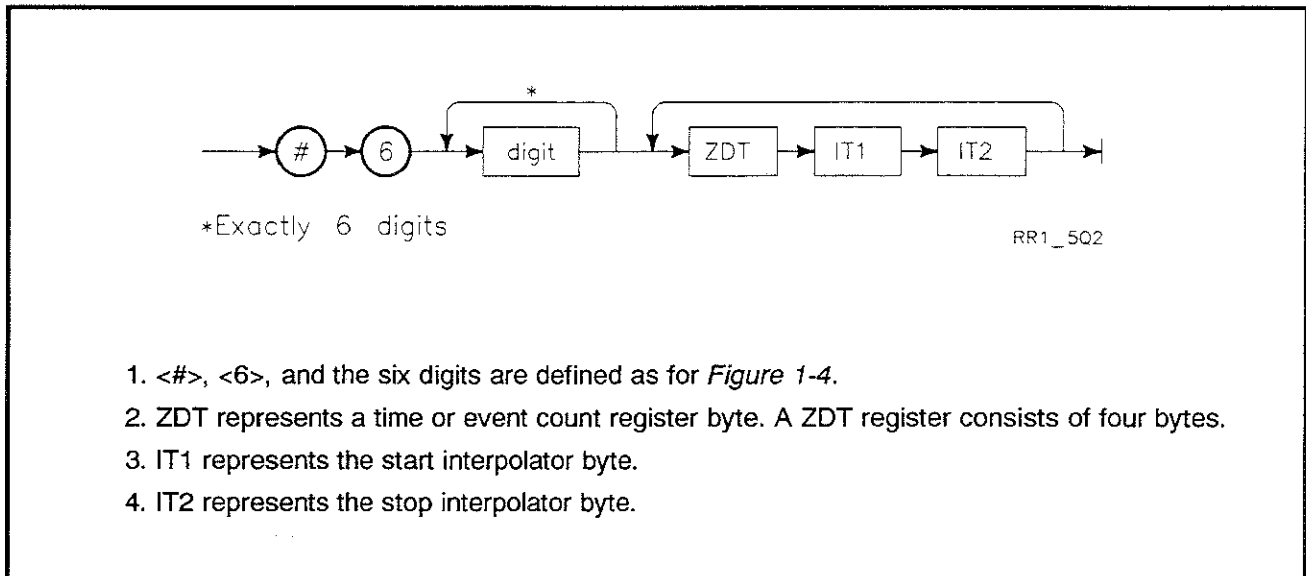 *
# 6 digit ZDT IT1 IT2
*Exactly 6 digits
RR1_5Q2
1. <#>, <6>, and the six digits are defined as for Figure 1-4.
2. ZDT represents a time or event count register byte. A ZDT register consists of four bytes.
3. IT1 represents the start interpolator byte.
4. IT2 represents the stop interpolator byte.